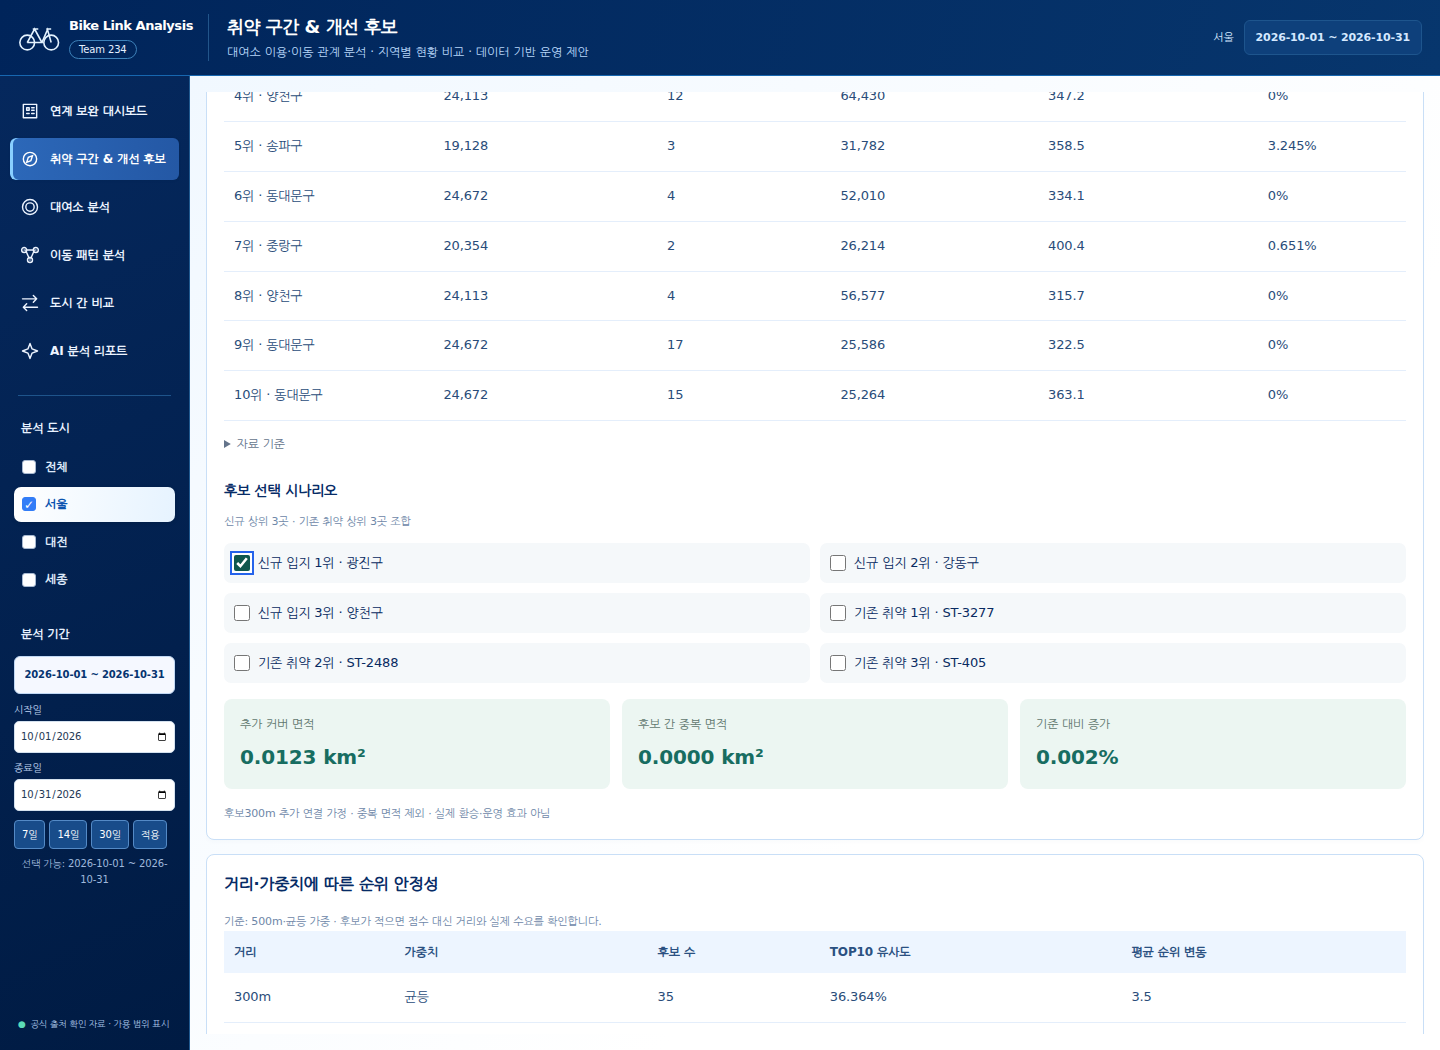 Bike Link Analysis
Team 234
취약 구간 & 개선 후보
대여소 이용·이동 관계 분석 · 지역별 현황 비교 · 데이터 기반 운영 제안
서울
2026-10-01 ~ 2026-10-31
연계 보완 대시보드
취약 구간 & 개선 후보
대여소 분석
이동 패턴 분석
도시 간 비교
AI 분석 리포트
분석 도시
전체
서울
대전
세종
분석 기간
2026-10-01 ~ 2026-10-31
시작일
10/01/2026
종료일
10/31/2026
7일 14일 30일 적용
선택 가능: 2026-10-01 ~ 2026-
10-31
공식 출처 확인 자료 · 가용 범위 표시
4위 · 양천구 24,113 12 64,430 347.2 0%
5위 · 송파구 19,128 3 31,782 358.5 3.245%
6위 · 동대문구 24,672 4 52,010 334.1 0%
7위 · 중랑구 20,354 2 26,214 400.4 0.651%
8위 · 양천구 24,113 4 56,577 315.7 0%
9위 · 동대문구 24,672 17 25,586 322.5 0%
10위 · 동대문구 24,672 15 25,264 363.1 0%
자료 기준
후보 선택 시나리오
신규 상위 3곳 · 기존 취약 상위 3곳 조합
신규 입지 1위 · 광진구
신규 입지 2위 · 강동구
신규 입지 3위 · 양천구
기존 취약 1위 · ST-3277
기존 취약 2위 · ST-2488
기존 취약 3위 · ST-405
추가 커버 면적
0.0123 km²
후보 간 중복 면적
0.0000 km²
기준 대비 증가
0.002%
후보300m 추가 연결 가정 · 중복 면적 제외 · 실제 환승·운영 효과 아님
거리·가중치에 따른 순위 안정성
기준: 500m·균등 가중 · 후보가 적으면 점수 대신 거리와 실제 수요를 확인합니다.
거리 가중치 후보 수 TOP10 유사도 평균 순위 변동
300m 균등 35 36.364% 3.5